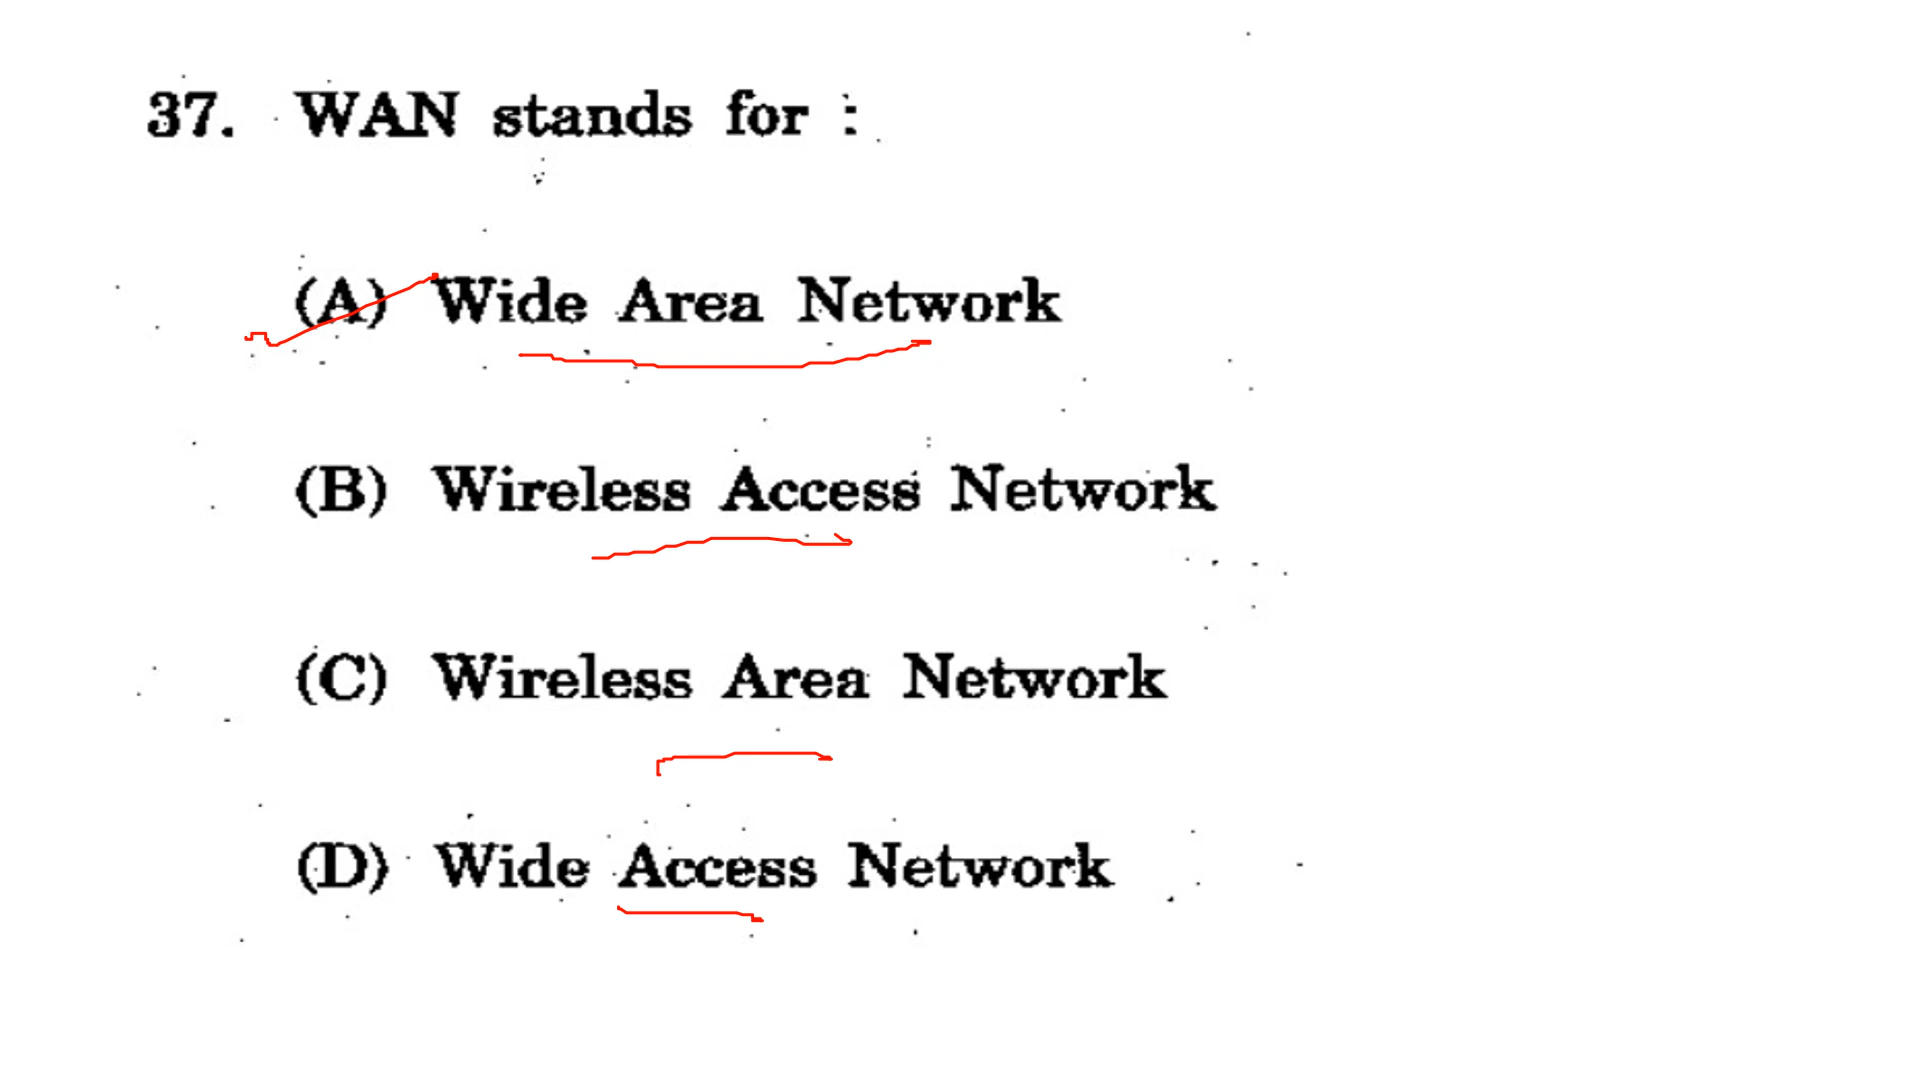 37. WAN stands for :
(A) Wide Area Network
(B) Wireless Access Network
(C) Wireless Area Network
(D) Wide Access Network